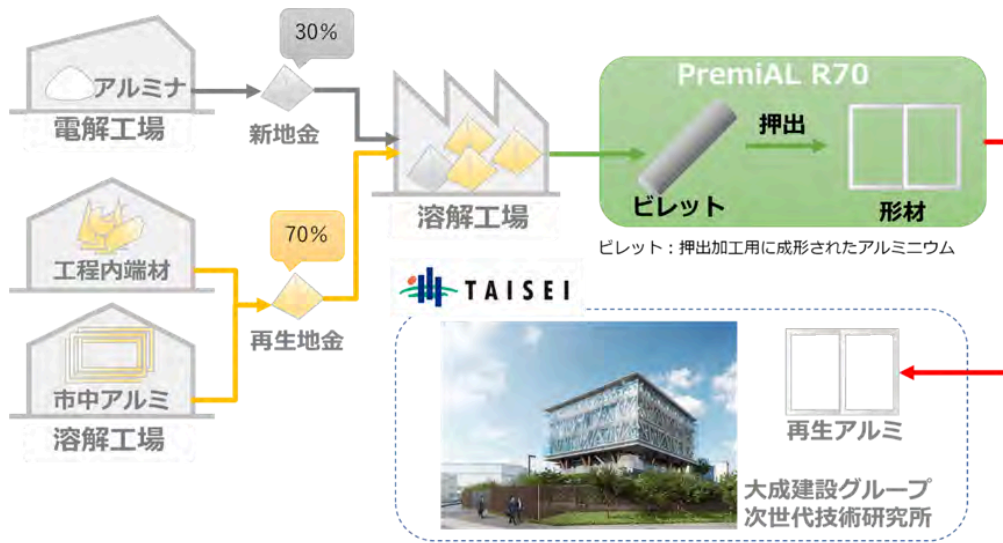 30%
アルミナ
電解工場
新地金
工程内端材
市中アルミ
溶解工場
70%
再生地金
溶解工場
PremiAL R70
押出
ビレット
形材
ビレット：押出加工用に成形されたアルミニウム
TAISEI
再生アルミ
大成建設グループ
次世代技術研究所